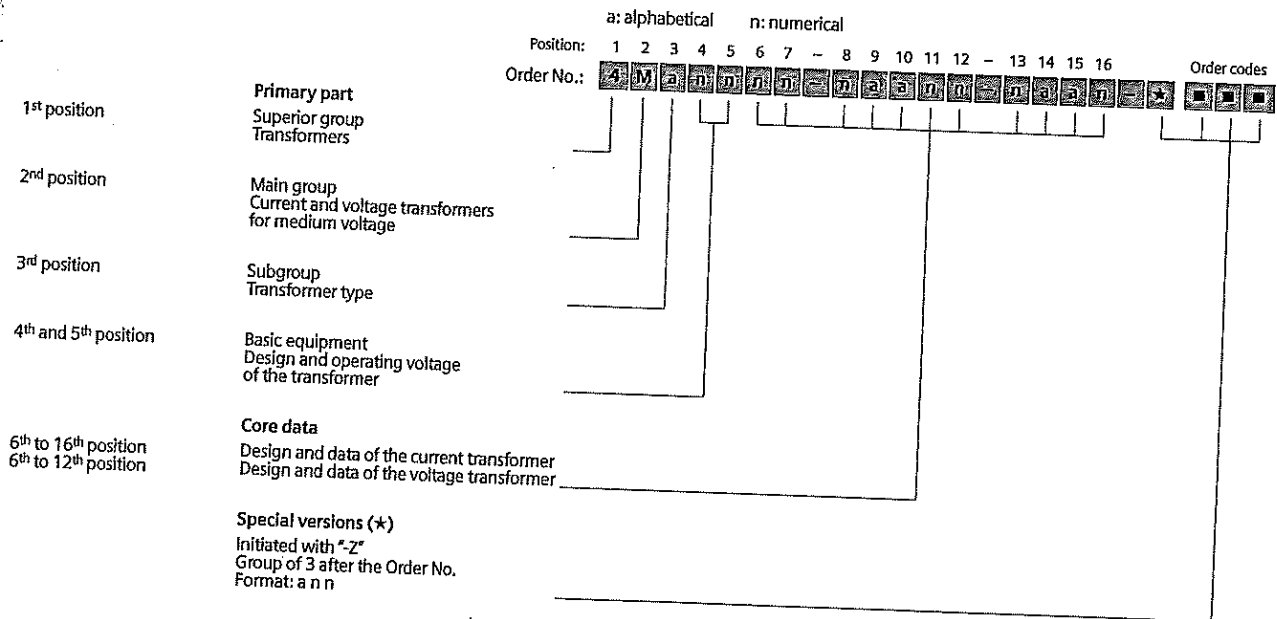 a: alphabetical n: numerical
Position: 1 2 3 4 5 6 7 – 8 9 10 11 12 – 13 14 15 16
Order No.: 4 M a n n n n – n a a n n – n a a n – ★ ■ ■ ■ Order codes
1st position
Primary part
Superior group
Transformers
2nd position
Main group
Current and voltage transformers
for medium voltage
3rd position
Subgroup
Transformer type
4th and 5th position
Basic equipment
Design and operating voltage
of the transformer
Core data
6th to 16th position Design and data of the current transformer
6th to 12th position Design and data of the voltage transformer
Special versions (★)
Initiated with "-Z"
Group of 3 after the Order No.
Format: a n n